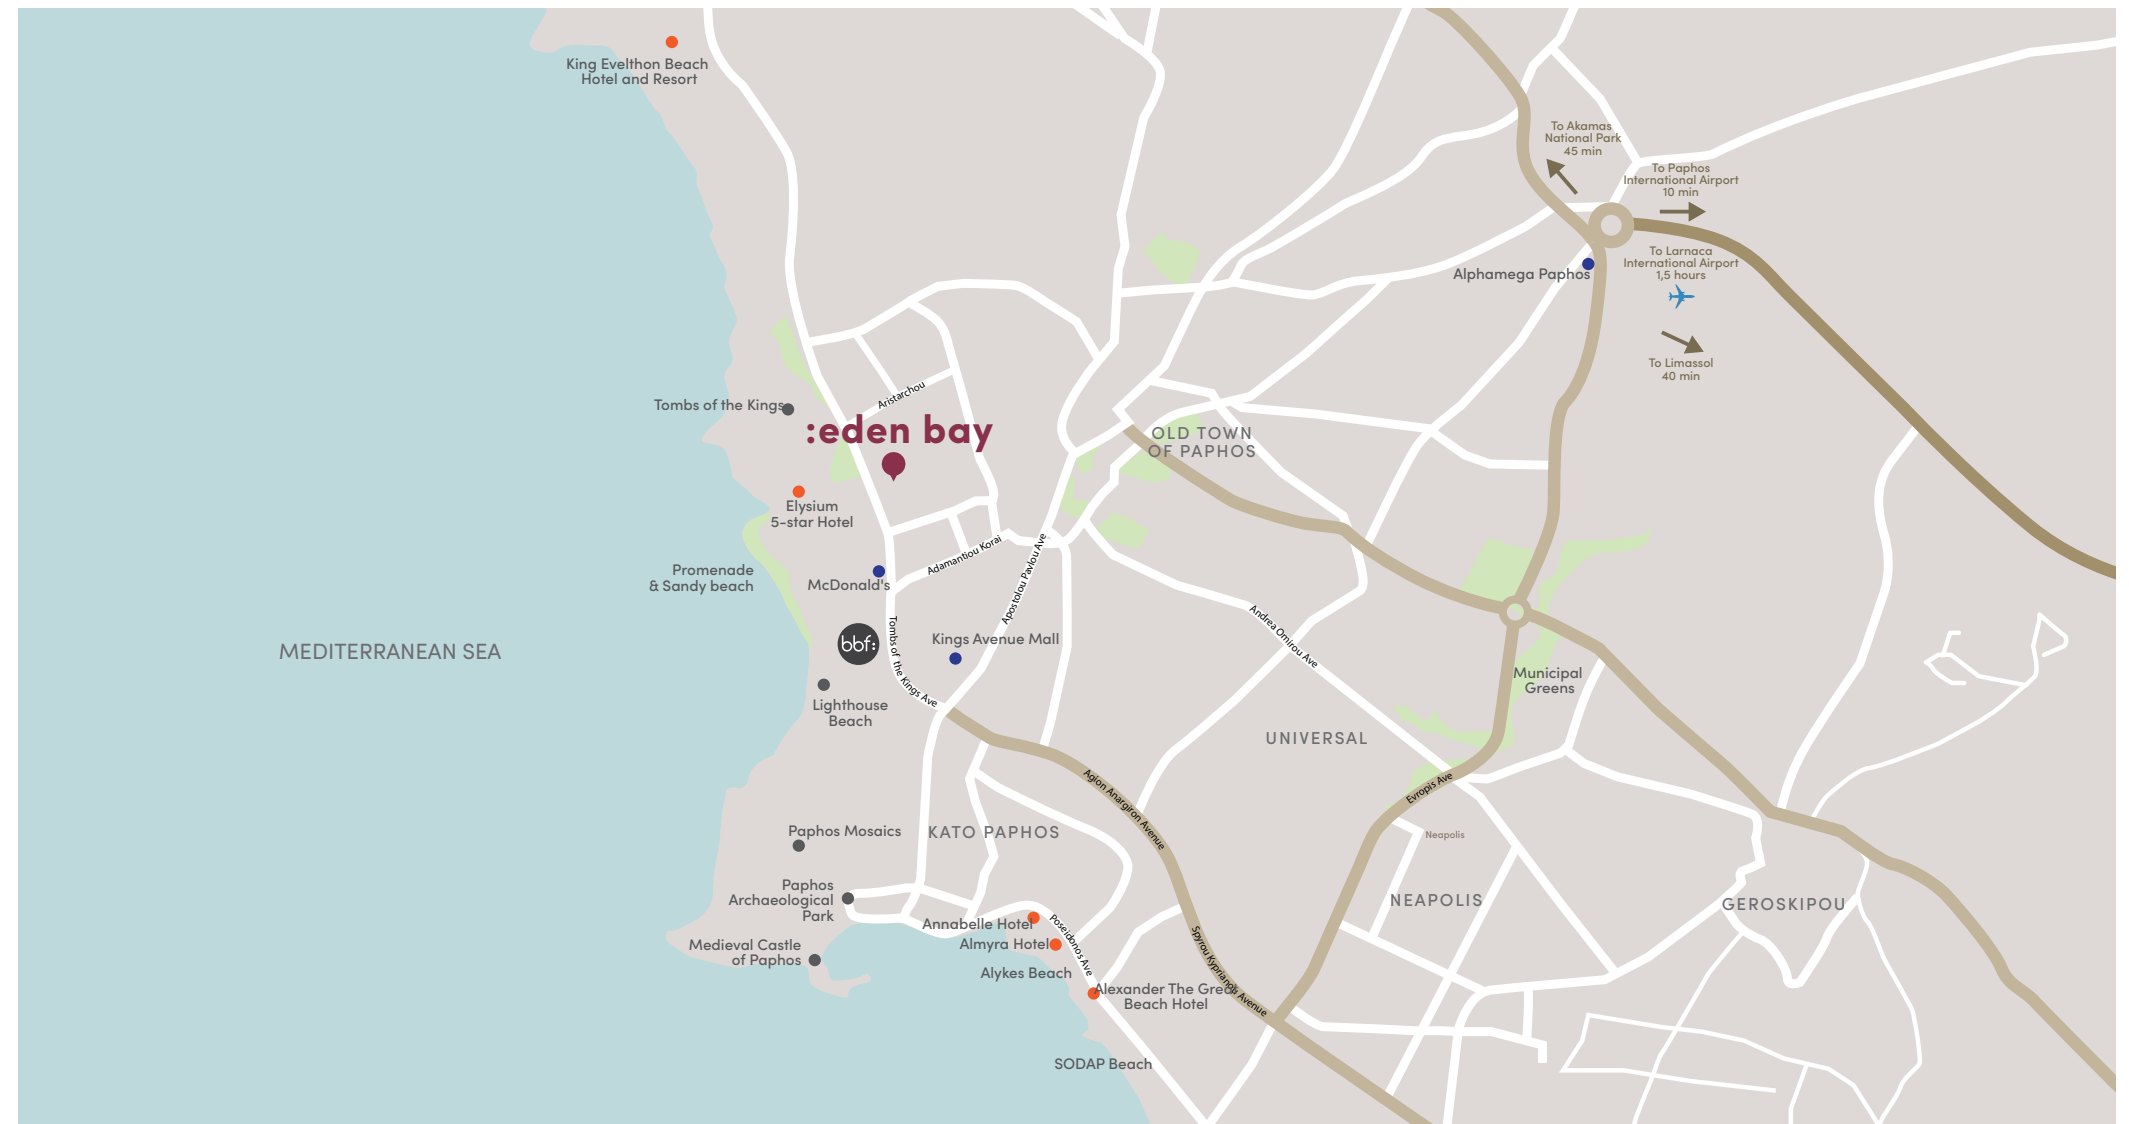 King Evelthon Beach
Hotel and Resort
To Akamas
National Park
45 min
To Paphos
International Airport
10 min
To Larnaca
International Airport
1,5 hours
Alphamega Paphos
To Limassol
40 min
Aristarchou
Tombs of the Kings
:eden bay
OLD TOWN
OF PAPHOS
Elysium
5-star Hotel
Adamantiou Korai
Apostolou Pavlou Ave
Promenade
& Sandy beach
McDonald's
bbf:
Tombs of the Kings Ave
Kings Avenue Mall
Andrea Omirou Ave
MEDITERRANEAN SEA
Municipal
Greens
Lighthouse
Beach
UNIVERSAL
Agion Anargiron Avenue
Evropis Ave
Paphos Mosaics
KATO PAPHOS
Neapolis
Paphos
Archaeological
Park
NEAPOLIS
GEROSKIPOU
Annabelle Hotel
Poseidonos Ave
Almyra Hotel
Medieval Castle
of Paphos
Spyrou Kyprianou Avenue
Alykes Beach
Alexander The Great
Beach Hotel
SODAP Beach